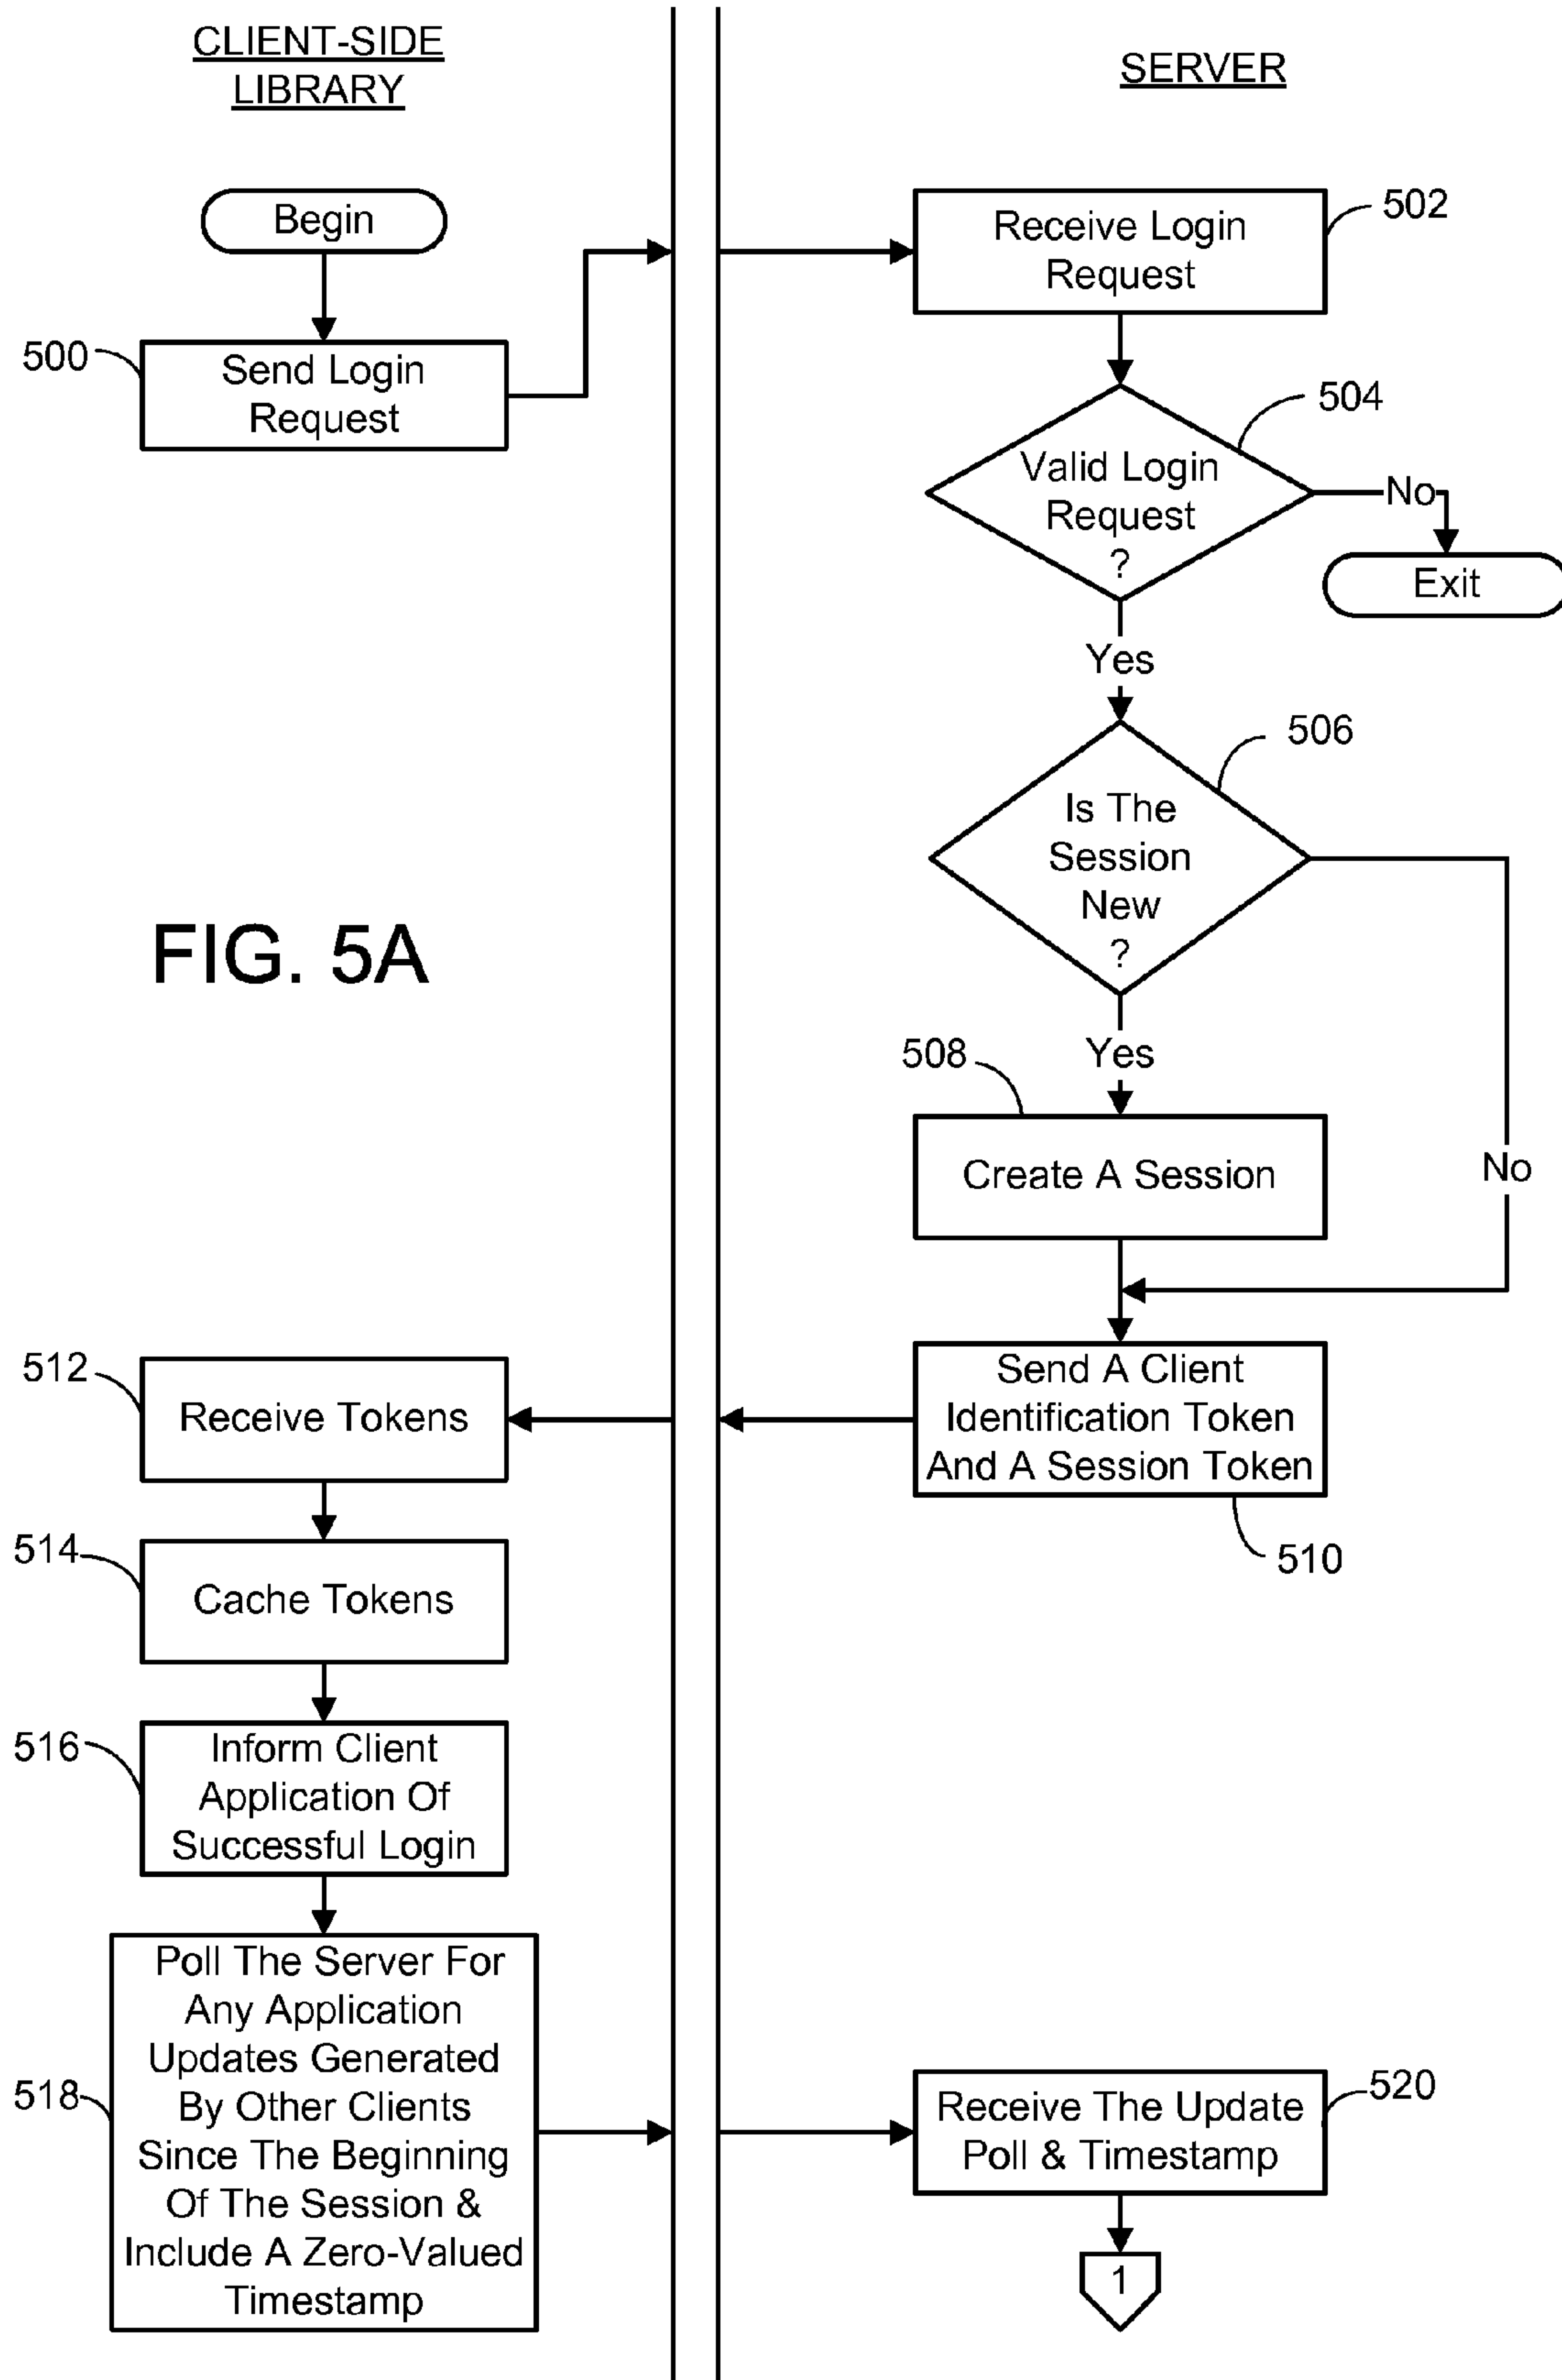 CLIENT-SIDE
LIBRARY
SERVER
Begin
500
Send Login
Request
Receive Login
Request
502
504
Valid Login
Request
?
No
Exit
Yes
506
Is The
Session
New
?
FIG. 5A
508
Yes
Create A Session
No
512
Receive Tokens
Send A Client
Identification Token
And A Session Token
510
514
Cache Tokens
516
Inform Client
Application Of
Successful Login
518
Poll The Server For
Any Application
Updates Generated
By Other Clients
Since The Beginning
Of The Session &
Include A Zero-Valued
Timestamp
520
Receive The Update
Poll & Timestamp
1